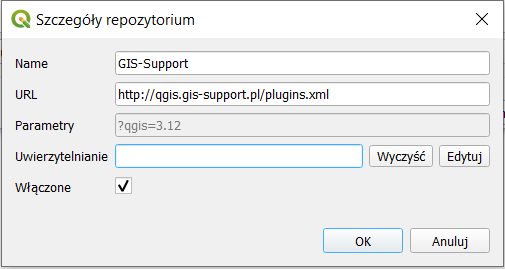 Szczegóły repozytorium
Name GIS-Support
URL http://qgis.gis-support.pl/plugins.xml
Parametry ?qgis=3.12
Uwierzytelnianie Wyczyść Edytuj
Włączone
OK Anuluj